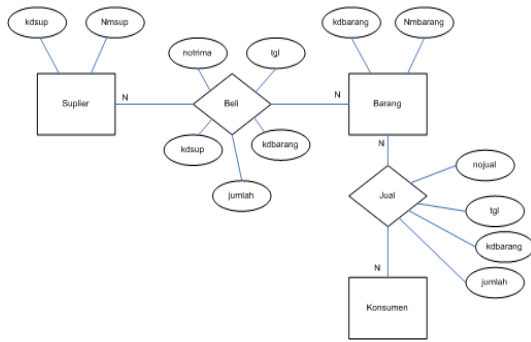 kdsup
Nmsup
kdbarang
Nmbarang
notrima
tgl
Suplier
N
Beli
N
Barang
kdsup
kdbarang
jumlah
N
nojual
Jual
tgl
kdbarang
jumlah
N
Konsumen